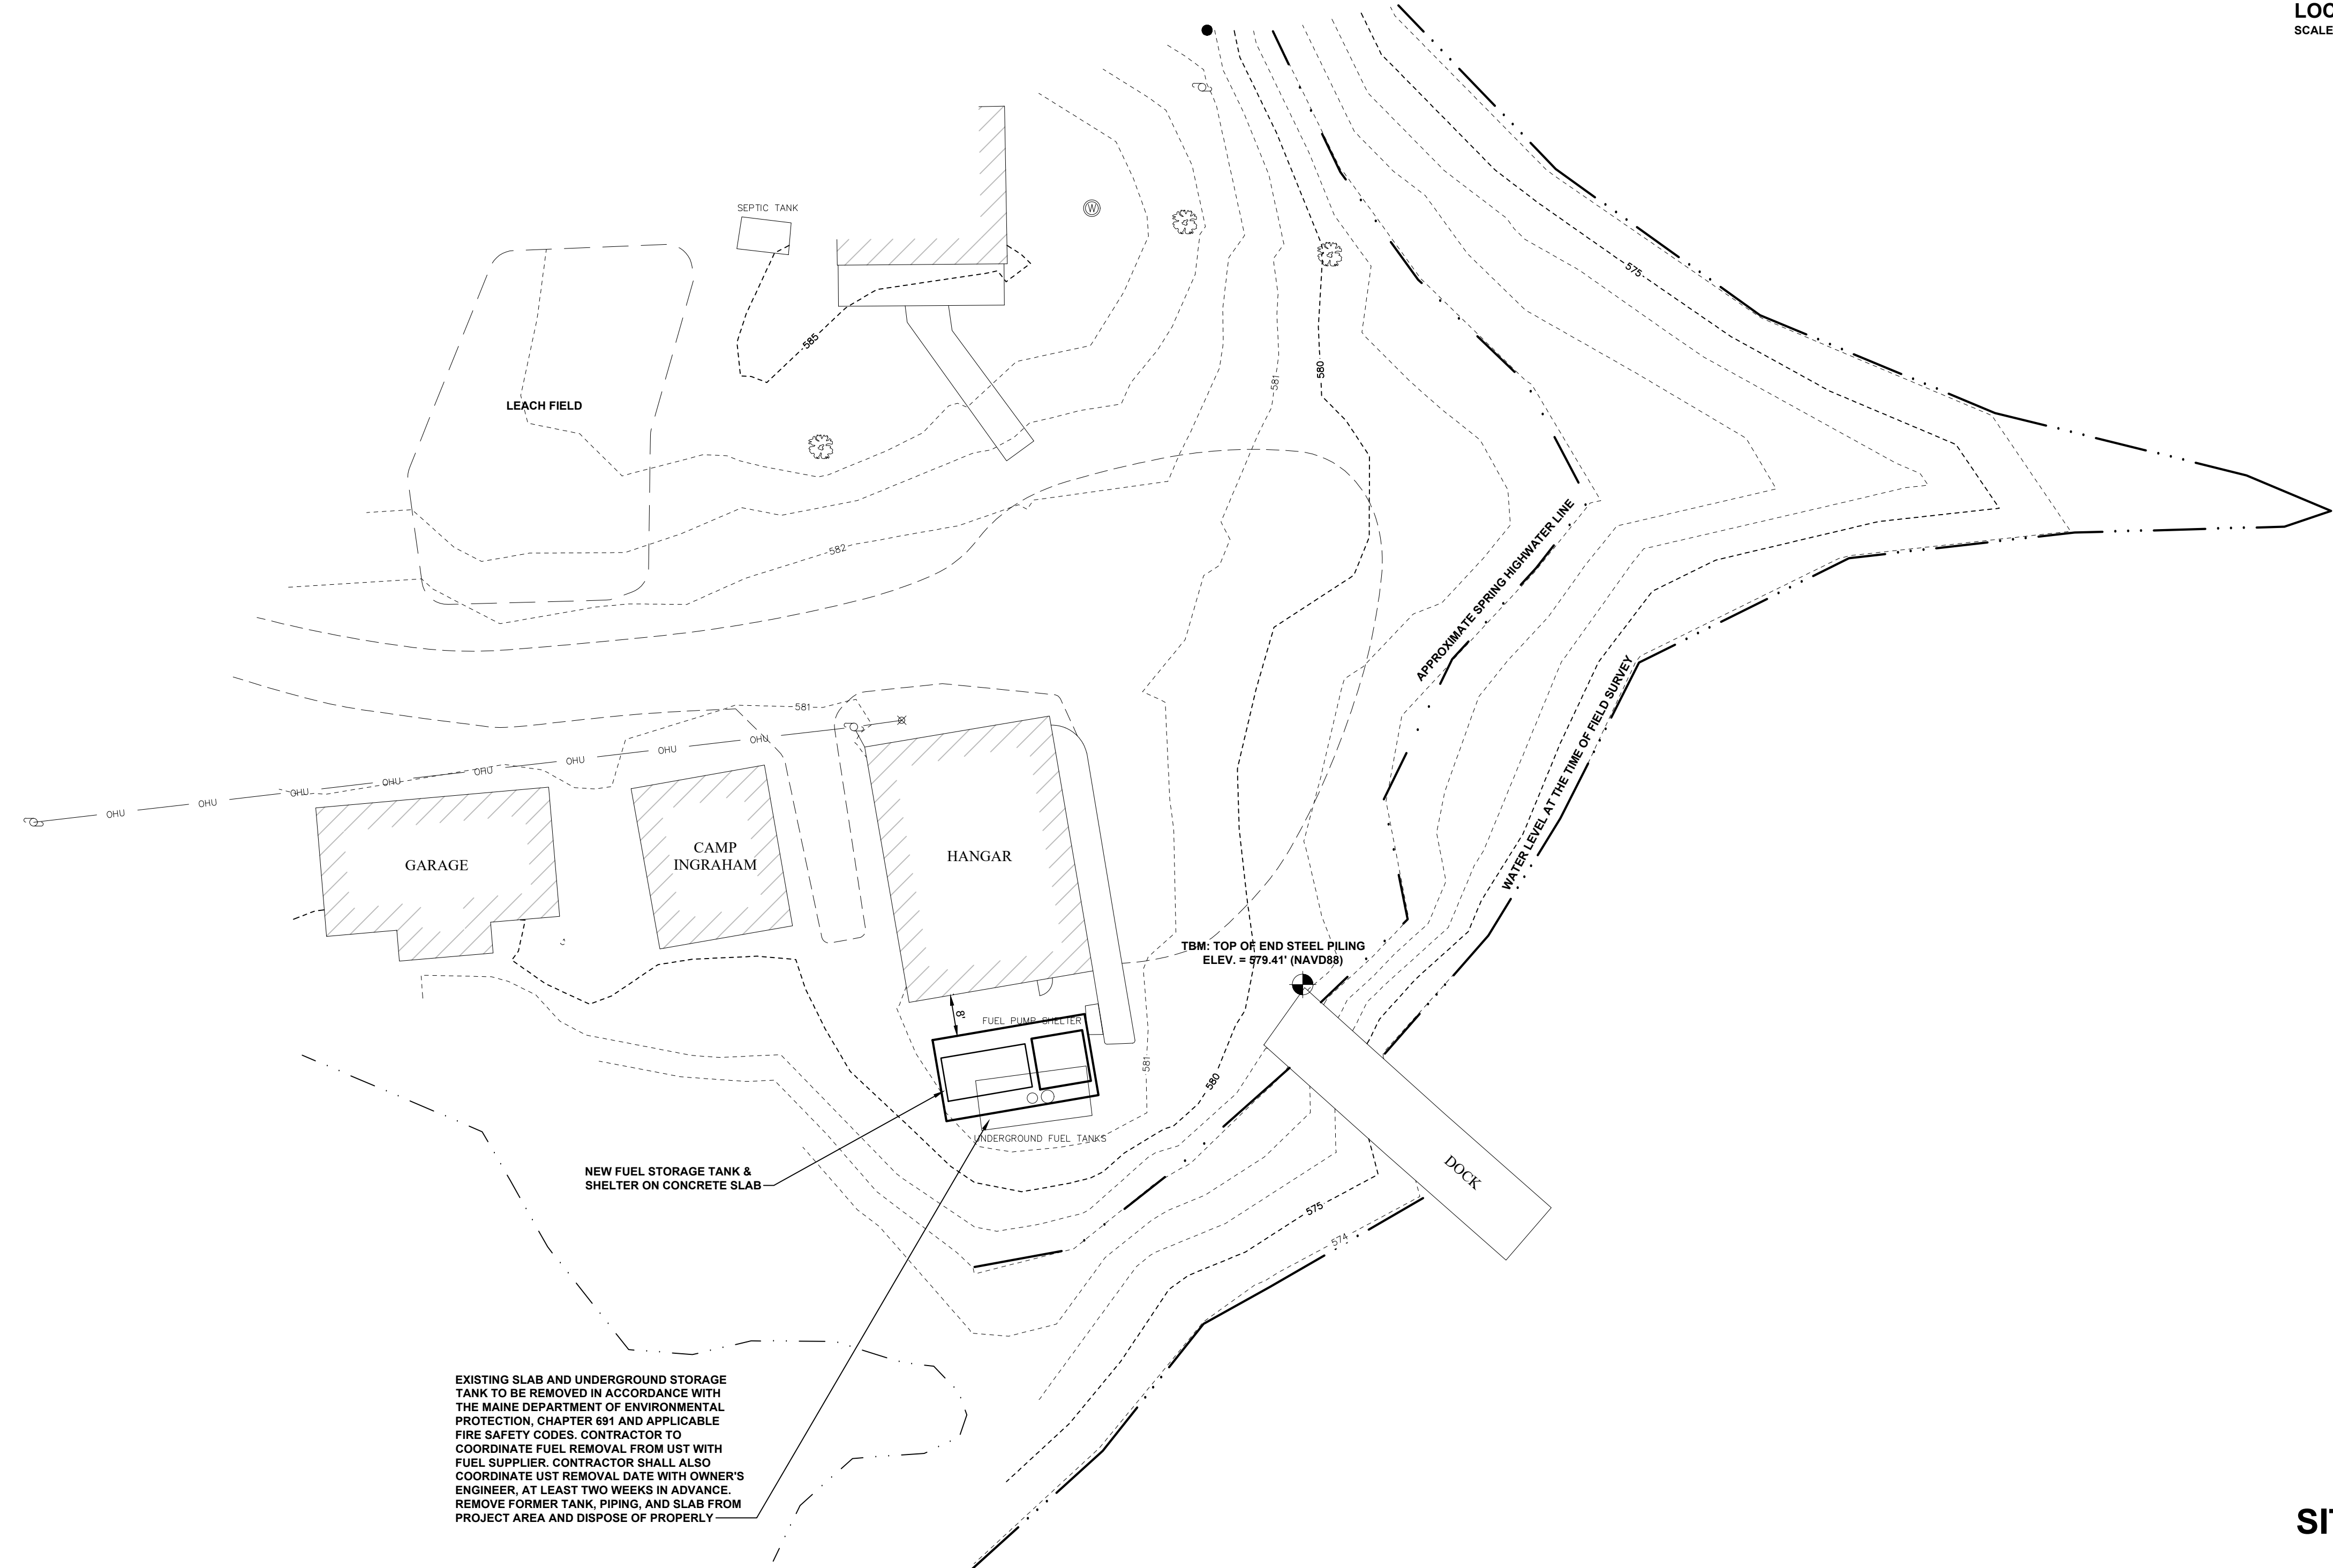 LOC
SCALE
SEPTIC TANK
W
575
585
580
581
LEACH FIELD
582
APPROXIMATE SPRING HIGHWATER LINE
WATER LEVEL AT THE TIME OF FIELD SURVEY
581
OHU
OHU
OHU
OHU
OHU
OHU
OHU
OHU
GARAGE
CAMP
INGRAHAM
HANGAR
TBM: TOP OF END STEEL PILING
ELEV. = 579.41' (NAVD88)
8'
FUEL PUMP SHELTER
581
580
UNDERGROUND FUEL TANKS
NEW FUEL STORAGE TANK &
SHELTER ON CONCRETE SLAB
DOCK
575
574
EXISTING SLAB AND UNDERGROUND STORAGE
TANK TO BE REMOVED IN ACCORDANCE WITH
THE MAINE DEPARTMENT OF ENVIRONMENTAL
PROTECTION, CHAPTER 691 AND APPLICABLE
FIRE SAFETY CODES. CONTRACTOR TO
COORDINATE FUEL REMOVAL FROM UST WITH
FUEL SUPPLIER. CONTRACTOR SHALL ALSO
COORDINATE UST REMOVAL DATE WITH OWNER'S
ENGINEER, AT LEAST TWO WEEKS IN ADVANCE.
REMOVE FORMER TANK, PIPING, AND SLAB FROM
PROJECT AREA AND DISPOSE OF PROPERLY
SIT